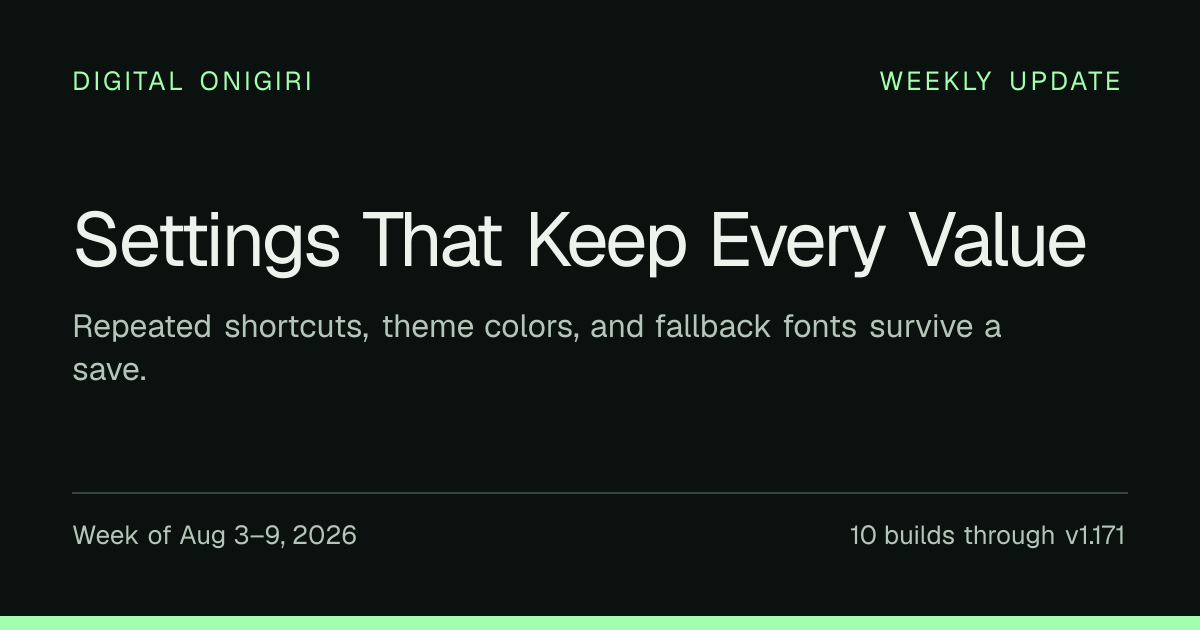 DIGITAL ONIGIRI
WEEKLY UPDATE
Settings That Keep Every Value
Repeated shortcuts, theme colors, and fallback fonts survive a
save.
Week of Aug 3–9, 2026
10 builds through v1.171